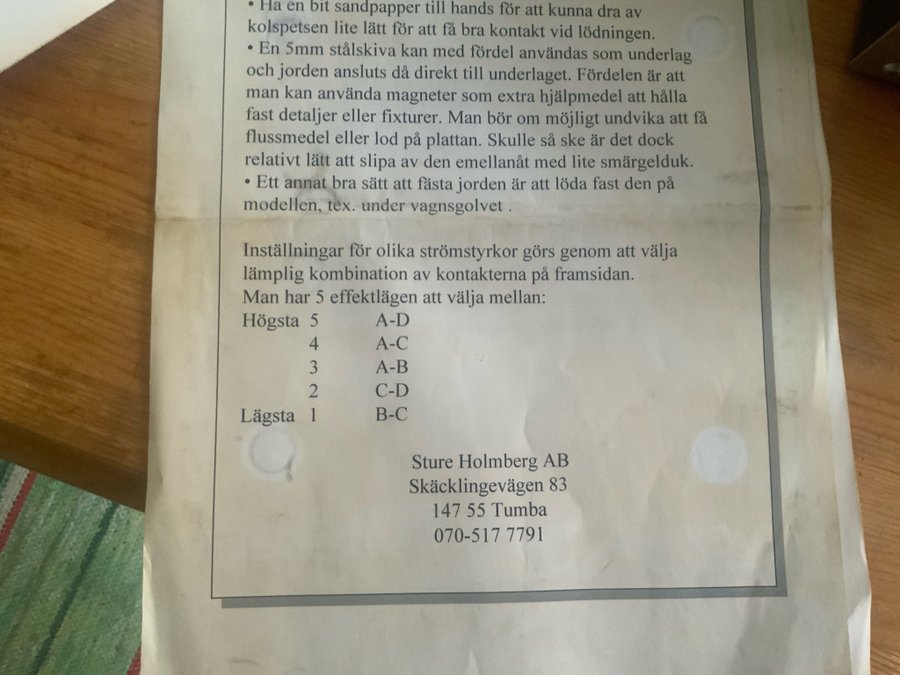 • Ha en bit sandpapper till hands för att kunna dra av
kolspetsen lite lätt för att få bra kontakt vid lödningen.
• En 5mm stålskiva kan med fördel användas som underlag
och jorden ansluts då direkt till underlaget. Fördelen är att
man kan använda magneter som extra hjälpmedel att hålla
fast detaljer eller fixturer. Man bör om möjligt undvika att få
flussmedel eller lod på plattan. Skulle så ske är det dock
relativt lätt att slipa av den emellanåt med lite smärgelduk.
• Ett annat bra sätt att fästa jorden är att löda fast den på
modellen, tex. under vagnsgolvet .
Inställningar för olika strömstyrkor görs genom att välja
lämplig kombination av kontakterna på framsidan.
Man har 5 effektlägen att välja mellan:
Högsta 5 A-D
4 A-C
3 A-B
2 C-D
Lägsta 1 B-C
Sture Holmberg AB
Skäcklingevägen 83
147 55 Tumba
070-517 7791